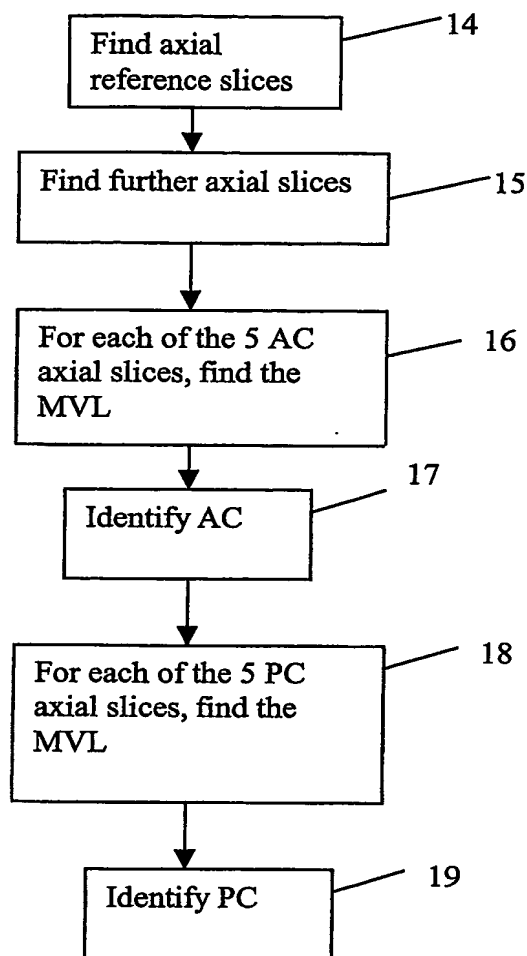 14
Find axial
reference slices
Find further axial slices
15
For each of the 5 AC
axial slices, find the
MVL
16
17
Identify AC
For each of the 5 PC
axial slices, find the
MVL
18
Identify PC
19